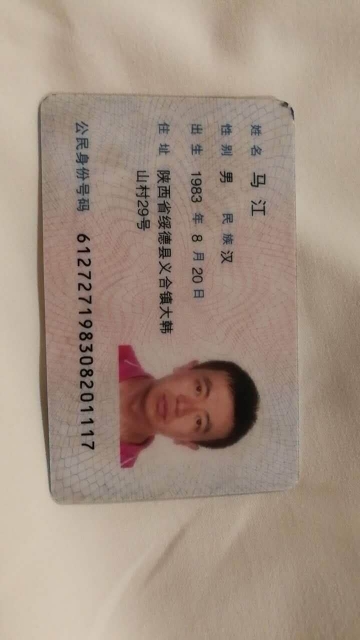 姓名 马江
性别 男 民族 汉
出生 1983 年 8 月 20 日
住址 陕西省绥德县义合镇大韩
山村29号
公民身份号码 612727198308201117